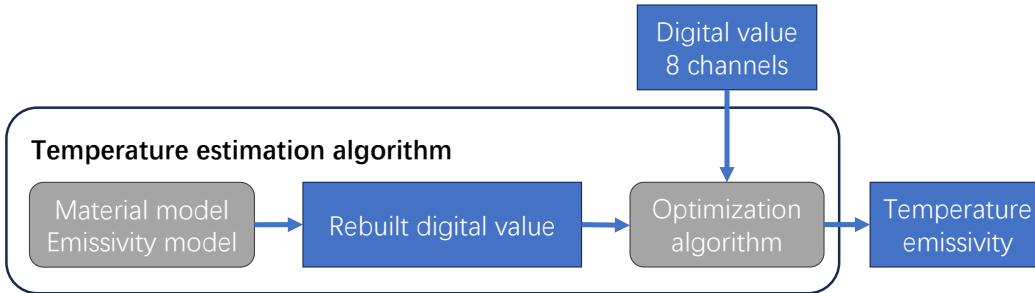 Digital value
8 channels
Temperature estimation algorithm
Material model
Emissivity model
Rebuilt digital value
Optimization
algorithm
Temperature
emissivity